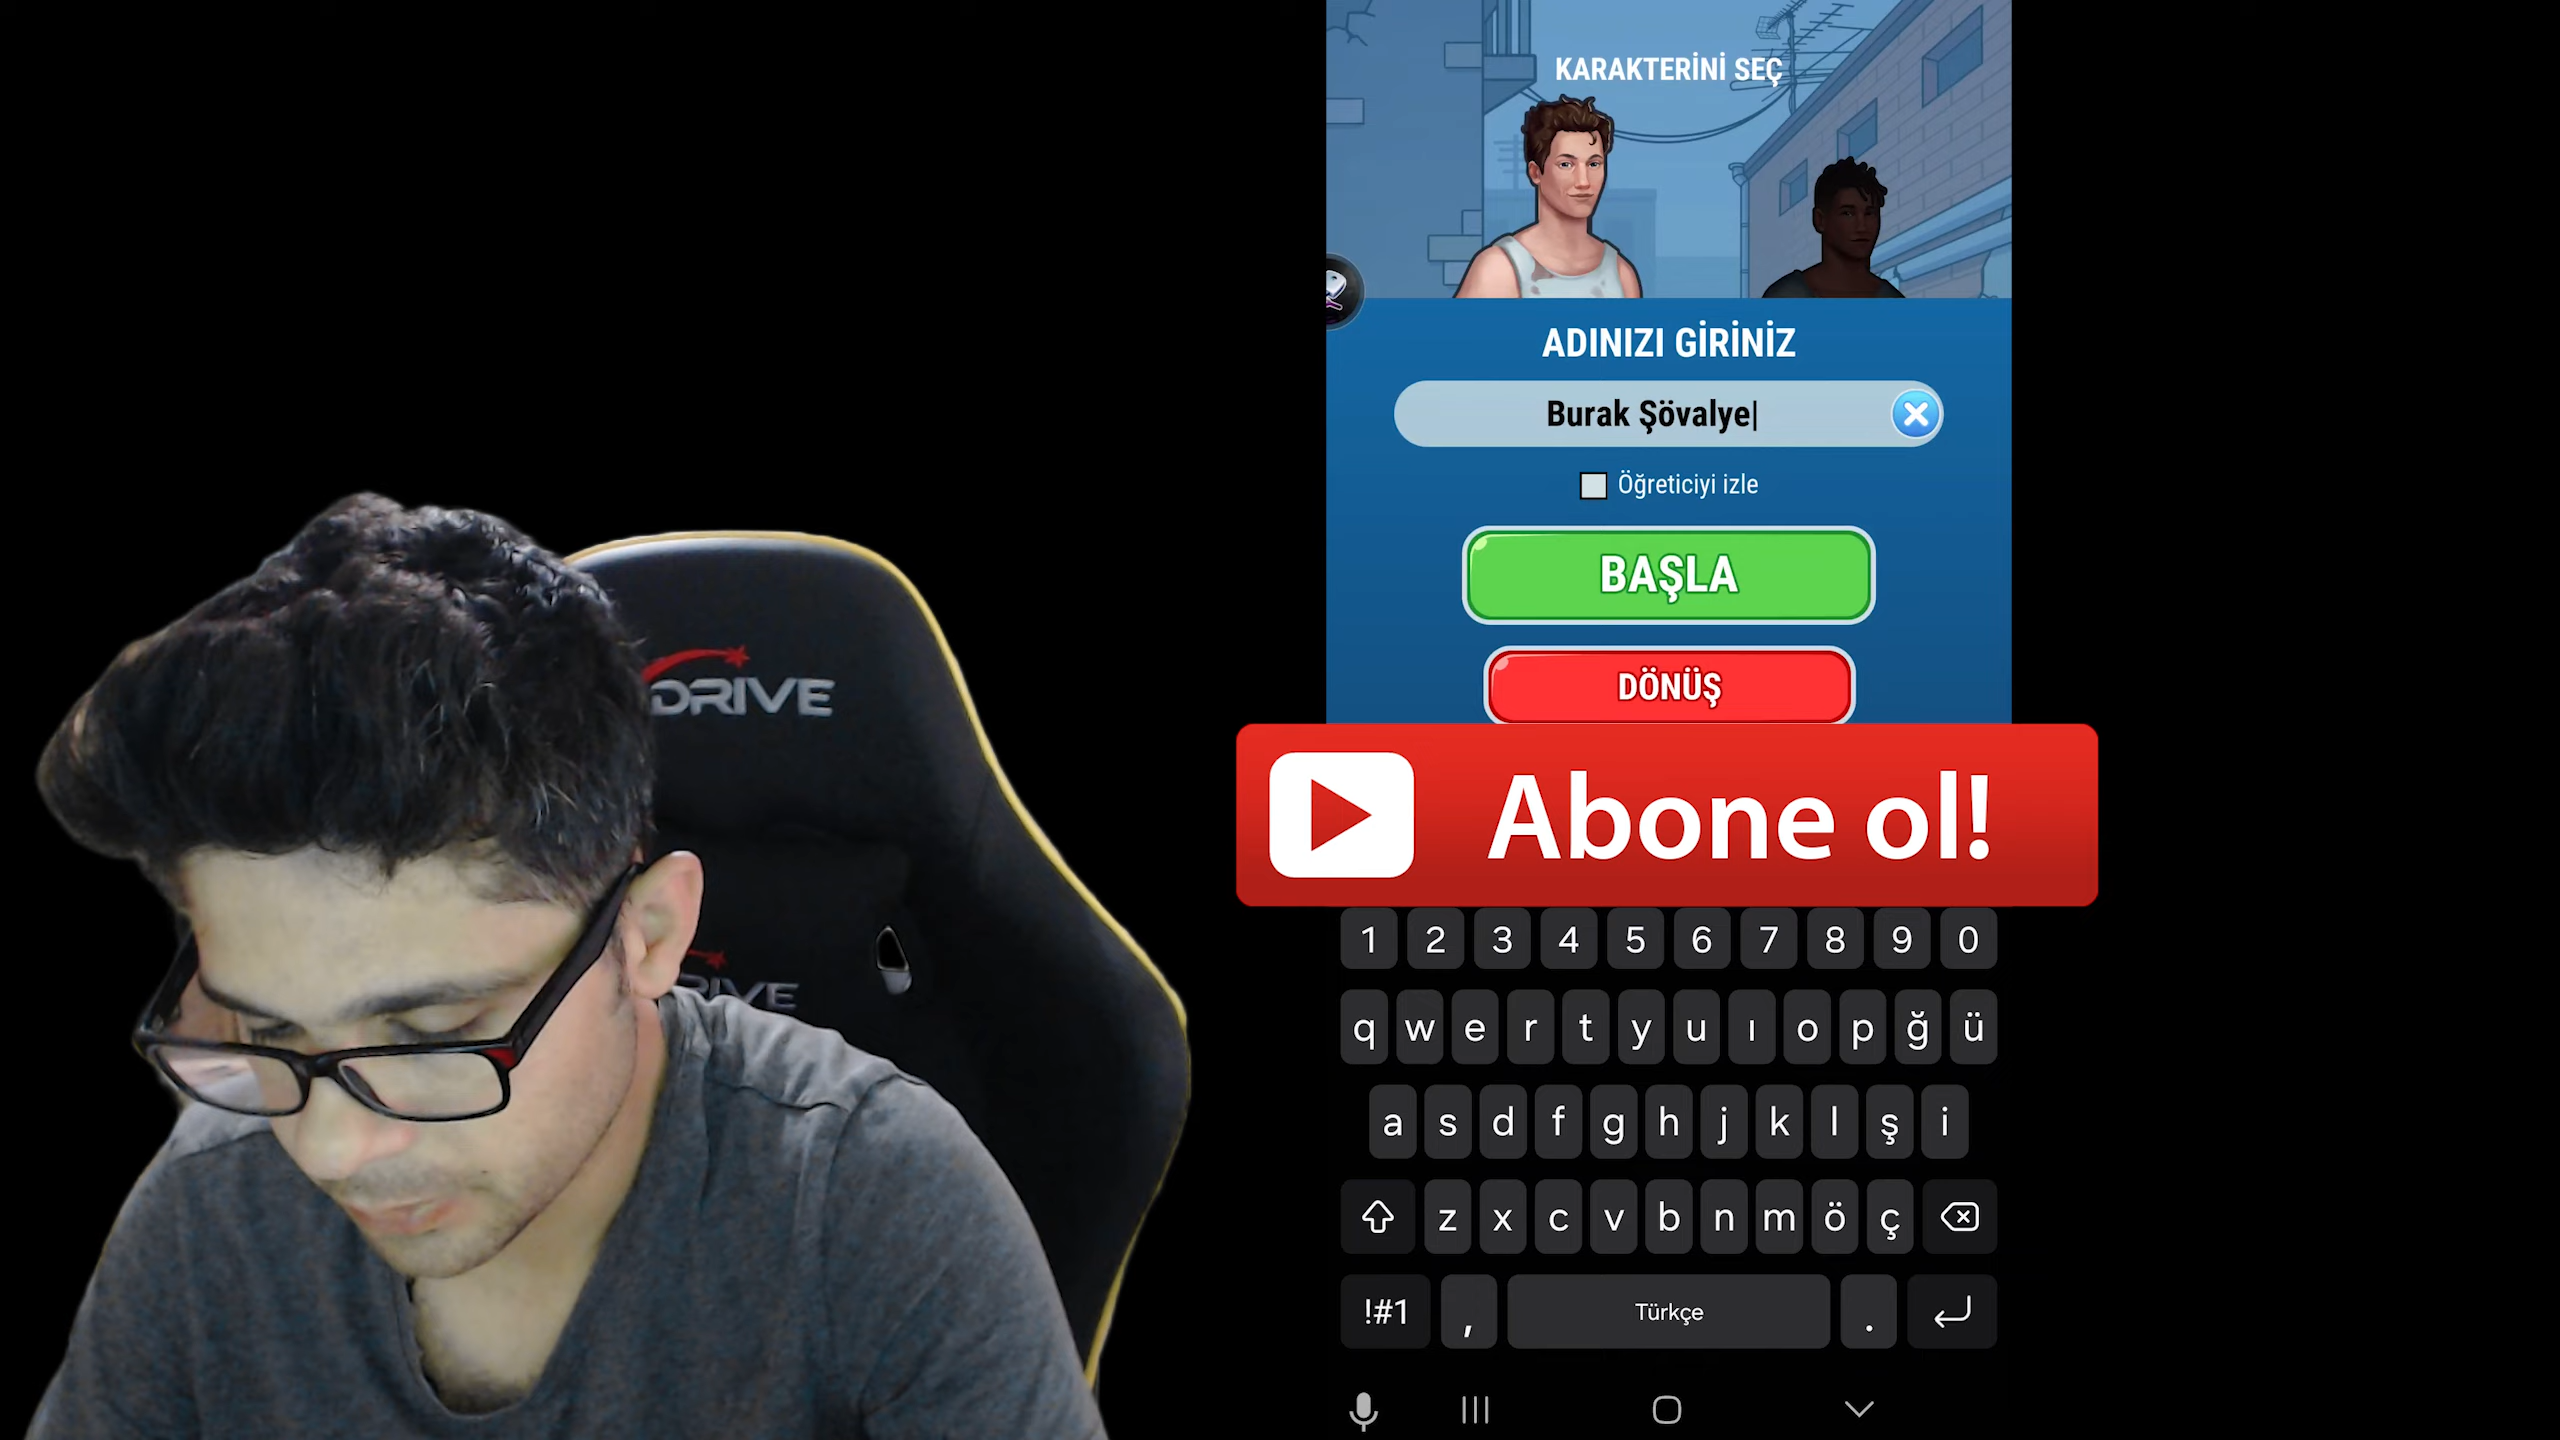 KARAKTERİNİ SEÇ
ADINIZI GİRİNİZ
Burak Şövalye
Öğreticiyi izle
BAŞLA
DÖNÜŞ
Abone ol!
DRIVE
RIVE
1 2 3 4 5 6 7 8 9 0
q w e r t y u ı o p ğ ü
a s d f g h j k l ş i
z x c v b n m ö ç
!#1 , Türkçe .